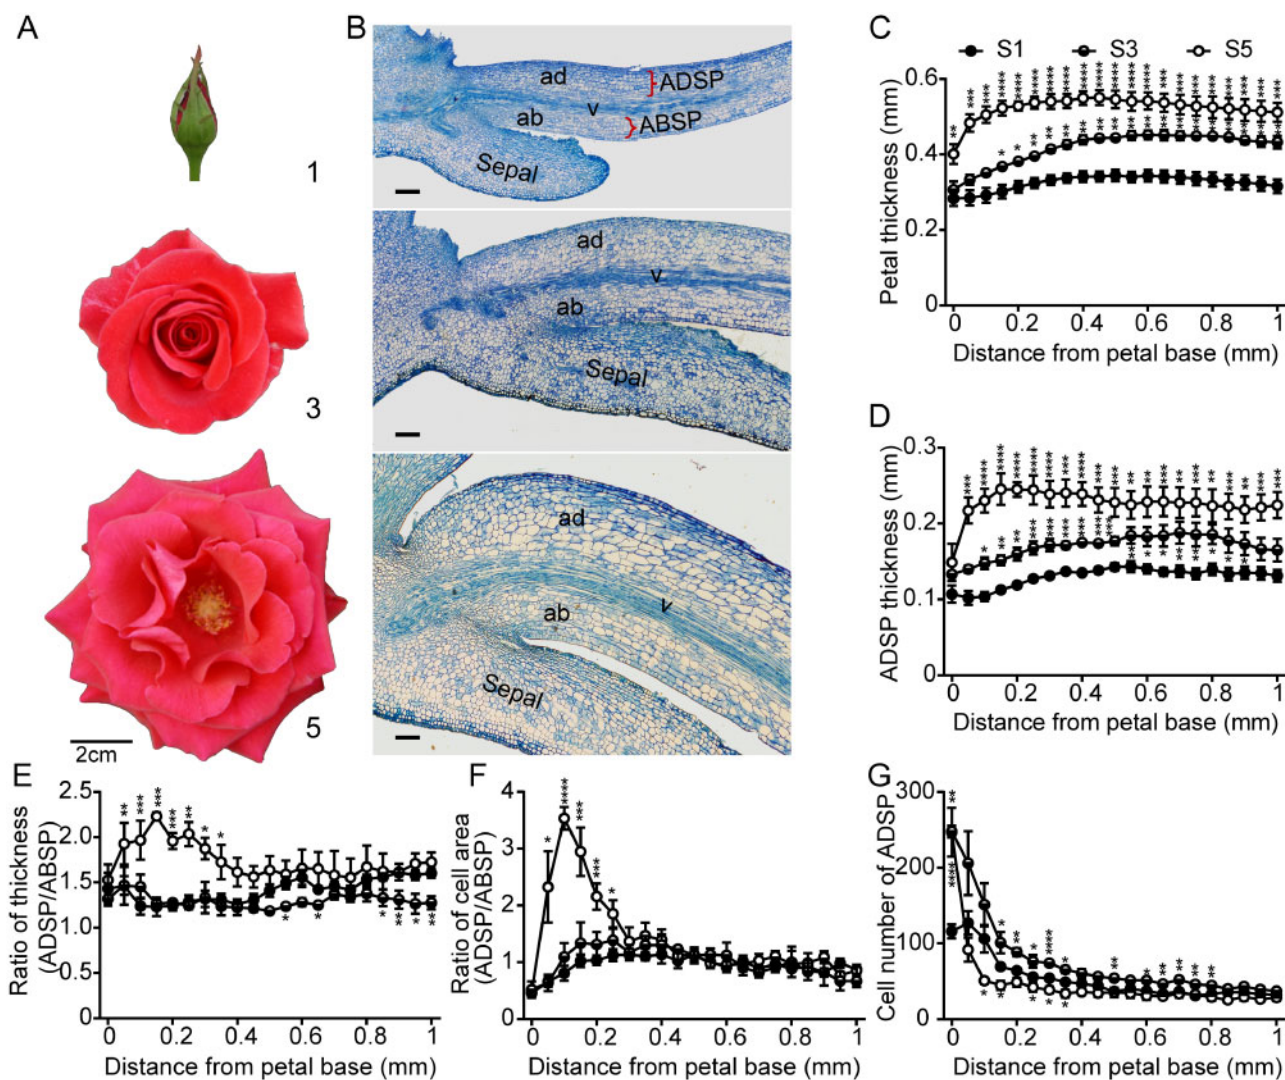 A
1
3
5
2cm
B
ad
ADSP
v
ab
ABSP
Sepal
ad
v
ab
Sepal
ad
v
ab
Sepal
C
S1 S3 S5
Petal thickness (mm)
0.6
0.4
0.2
0
0 0.2 0.4 0.6 0.8 1
Distance from petal base (mm)
D
ADSP thickness (mm)
0.3
0.2
0.1
0
0 0.2 0.4 0.6 0.8 1
Distance from petal base (mm)
E
Ratio of thickness
(ADSP/ABSP)
2.5
2.0
1.5
1.0
0.5
0
0 0.2 0.4 0.6 0.8 1
Distance from petal base (mm)
F
Ratio of cell area
(ADSP/ABSP)
4
3
2
1
0
0 0.2 0.4 0.6 0.8 1
Distance from petal base (mm)
G
Cell number of ADSP
300
200
100
0
0 0.2 0.4 0.6 0.8 1
Distance from petal base (mm)